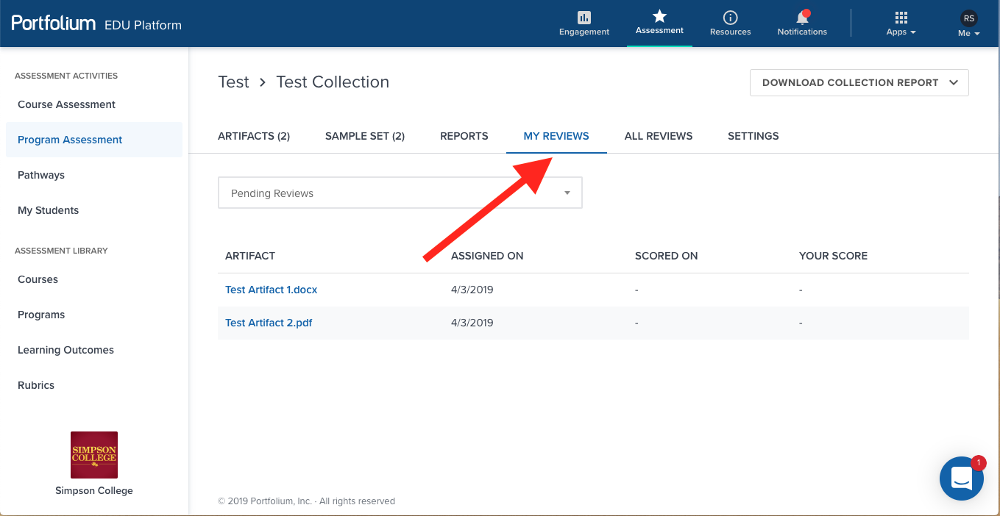 Portfolium EDU Platform
Engagement
Assessment
Resources
Notifications
Apps
RS
Me
ASSESSMENT ACTIVITIES
Course Assessment
Program Assessment
Pathways
My Students
ASSESSMENT LIBRARY
Courses
Programs
Learning Outcomes
Rubrics
SIMPSON
COLLEGE
Simpson College
Test > Test Collection
DOWNLOAD COLLECTION REPORT
ARTIFACTS (2) SAMPLE SET (2) REPORTS MY REVIEWS ALL REVIEWS SETTINGS
Pending Reviews
ARTIFACT ASSIGNED ON SCORED ON YOUR SCORE
Test Artifact 1.docx 4/3/2019 - -
Test Artifact 2.pdf 4/3/2019 - -
1
© 2019 Portfolium, Inc. · All rights reserved